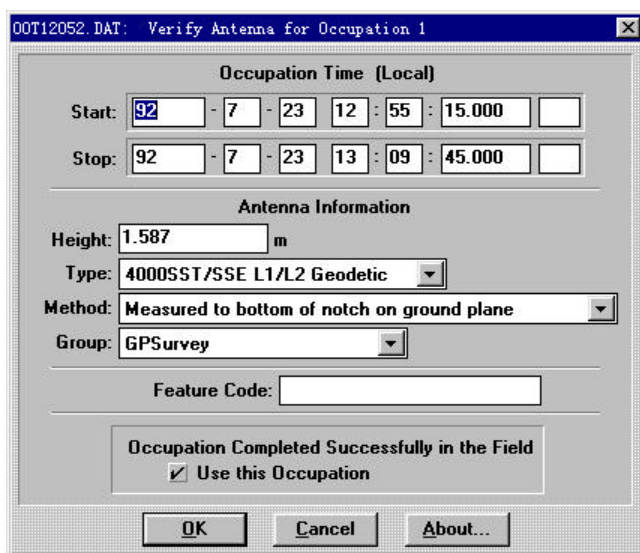 00T12052.DAT: Verify Antenna for Occupation 1
Occupation Time (Local)
Start: 92 - 7 - 23 12 : 55 : 15.000
Stop: 92 - 7 - 23 13 : 09 : 45.000
Antenna Information
Height: 1.587 m
Type: 4000SST/SSE L1/L2 Geodetic
Method: Measured to bottom of notch on ground plane
Group: GPSurvey
Feature Code:
Occupation Completed Successfully in the Field
Use this Occupation
OK Cancel About...